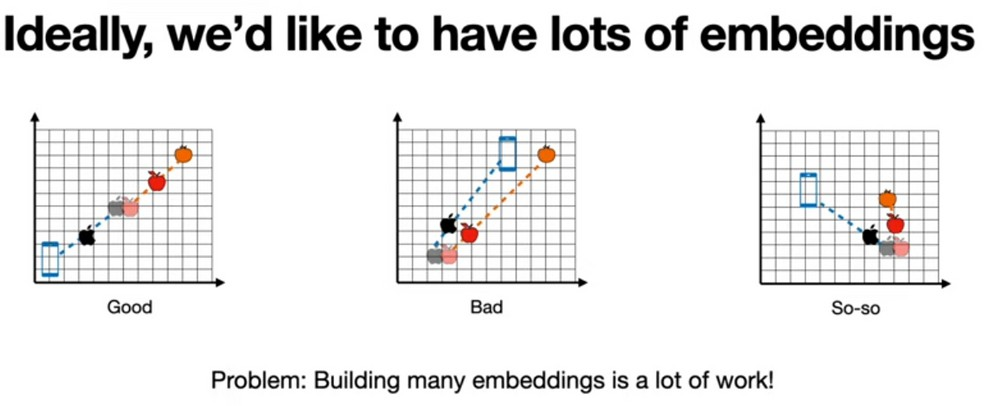 Ideally, we’d like to have lots of embeddings
Good
Bad
So-so
Problem: Building many embeddings is a lot of work!